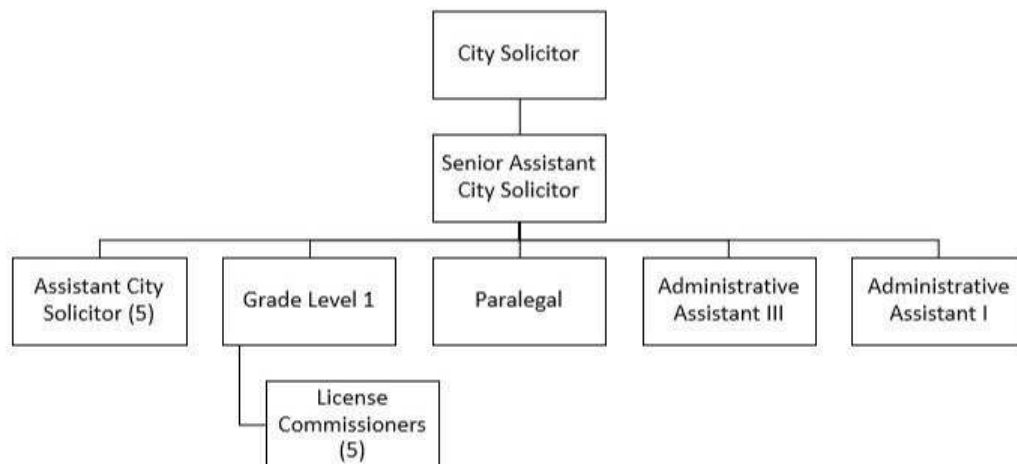 City Solicitor
Senior Assistant
City Solicitor
Assistant City
Solicitor (5)
Grade Level 1
Paralegal
Administrative
Assistant III
Administrative
Assistant I
License
Commissioners
(5)